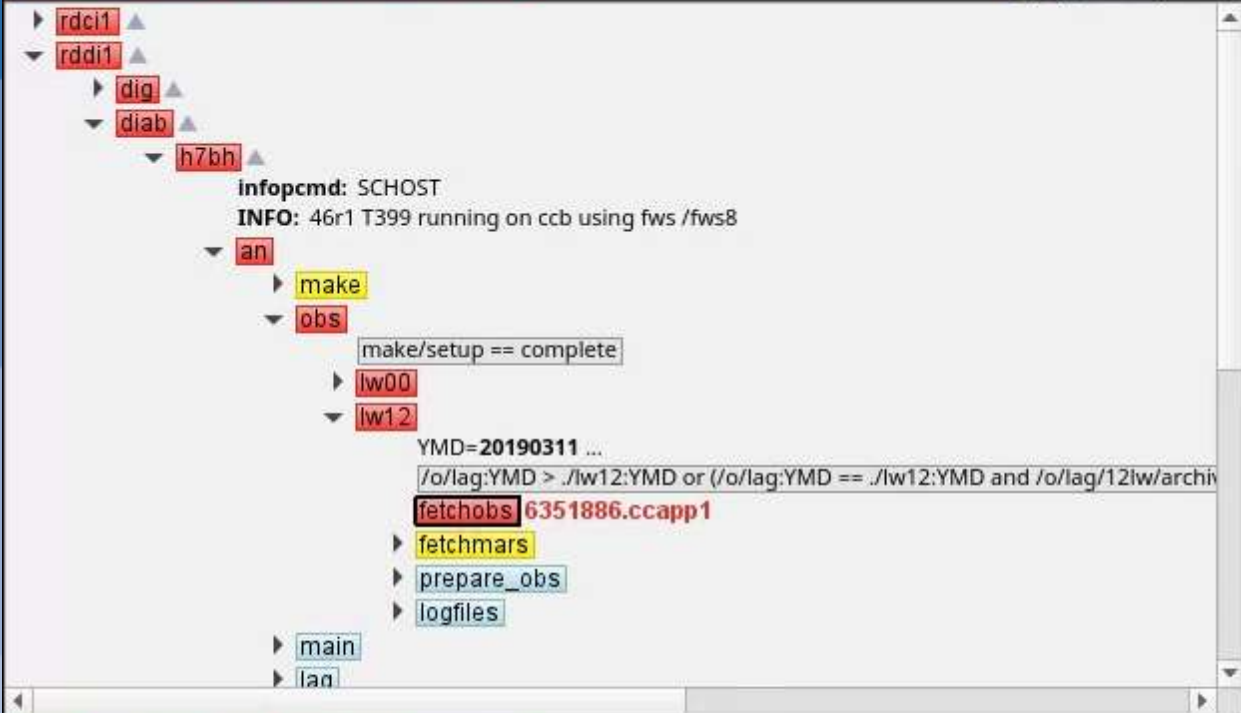 rdci1
rddi1
dig
diab
h7bh
infopcmd: SCHOST
INFO: 46r1 T399 running on ccb using fws /fws8
an
make
obs
make/setup == complete
lw00
lw12
YMD=20190311 ...
/o/lag:YMD > ./lw12:YMD or (/o/lag:YMD == ./lw12:YMD and /o/lag/12lw/archiv
fetchobs 6351886.ccapp1
fetchmars
prepare_obs
logfiles
main
lag